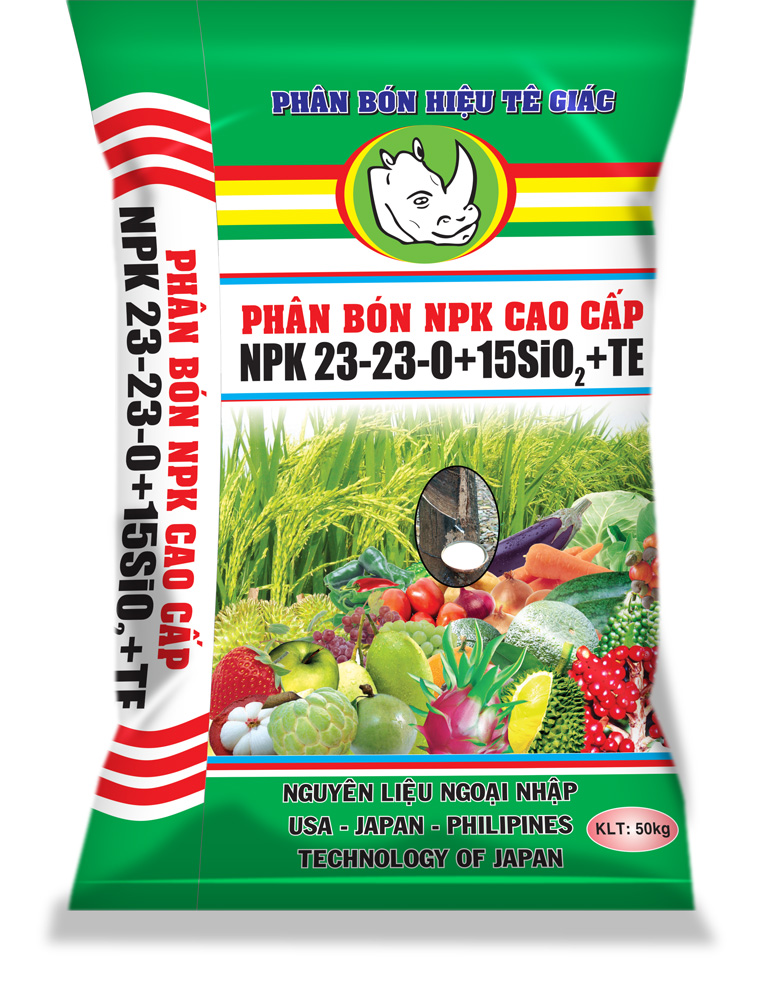 PHÂN BÓN HIỆU TÊ GIÁC
PHÂN BÓN NPK CAO CẤP
NPK 23-23-0+15SiO₂+TE
PHÂN BÓN NPK CAO CẤP
NPK 23-23-0+15SiO₂+TE
NGUYÊN LIỆU NGOẠI NHẬP
USA - JAPAN - PHILIPINES
KLT: 50kg
TECHNOLOGY OF JAPAN